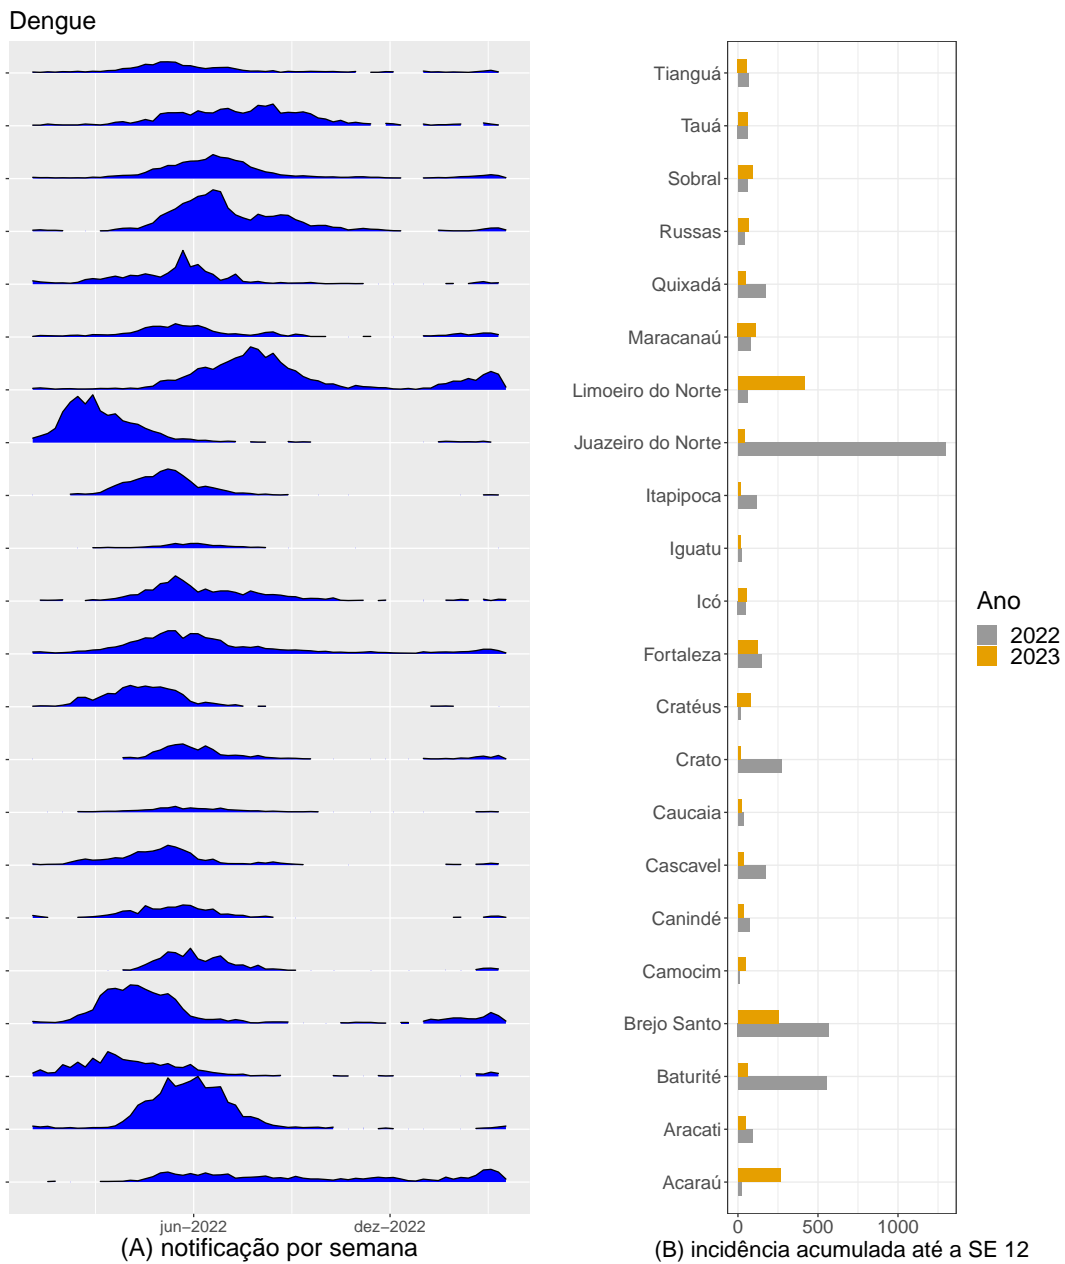 Dengue
Tianguá
Tauá
Sobral
Russas
Quixadá
Maracanaú
Limoeiro do Norte
Juazeiro do Norte
Itapipoca
Iguatu
Icó
Fortaleza
Cratéus
Crato
Caucaia
Cascavel
Canindé
Camocim
Brejo Santo
Baturité
Aracati
Acaraú
Ano
2022
2023
jun−2022 dez−2022
0 500 1000
(A) notificação por semana
(B) incidência acumulada até a SE 12